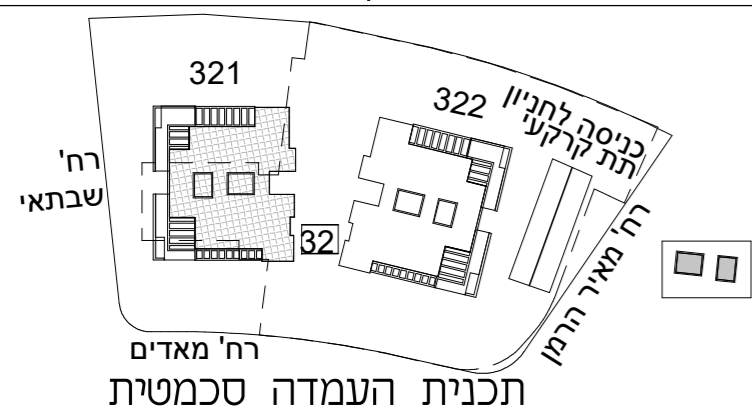 321
322
כניסה לחניון
תת קרקעי
רח'
שבתאי
32
רח' מאיר הרמן
רח' מאדים
תכנית העמדה סכמטית